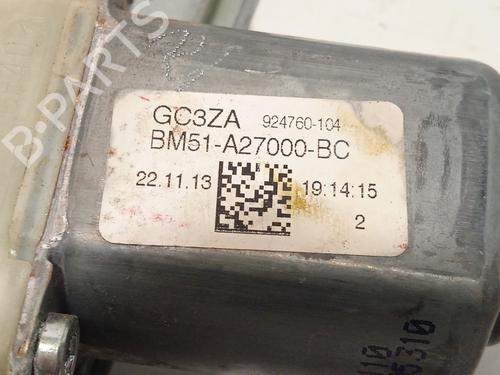 B-PARTS
GC3ZA 924760-104
BM51-A27000-BC
22.11.13 19:14:15
2